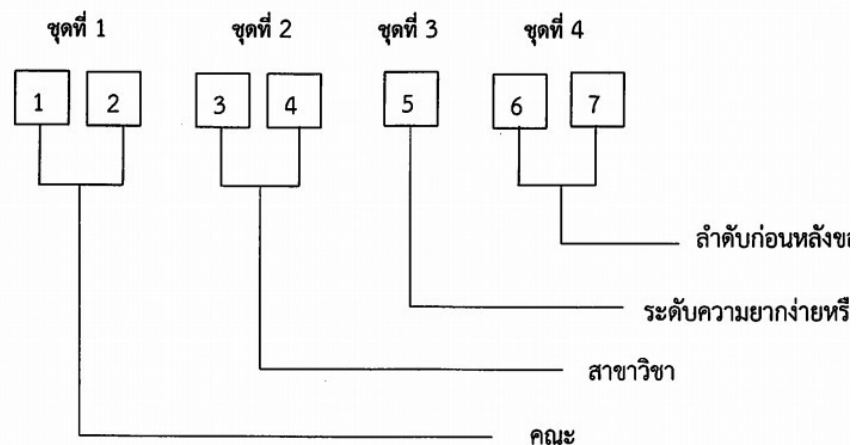 ชุดที่ 1 ชุดที่ 2 ชุดที่ 3 ชุดที่ 4
1 2 3 4 5 6 7
ลำดับก่อนหลัง
ระดับความยากง่าย
สาขาวิชา
คณะ